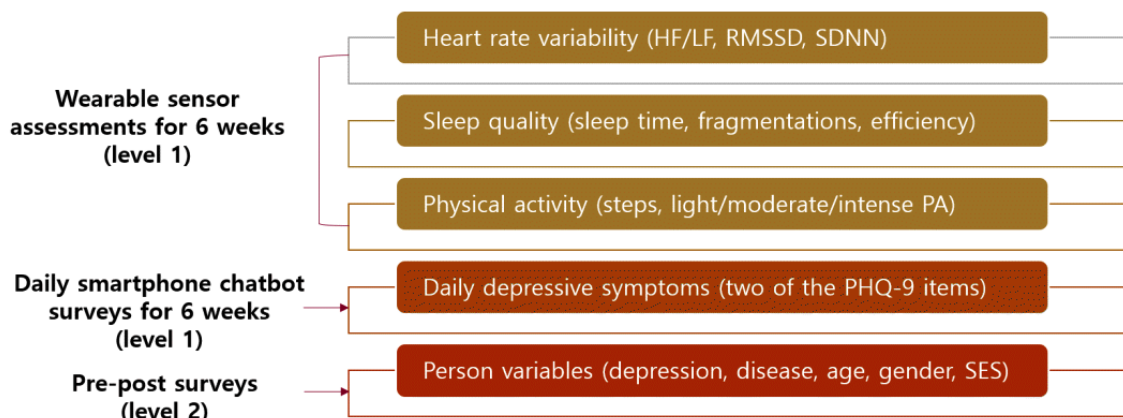 Heart rate variability (HF/LF, RMSSD, SDNN)
Wearable sensor
assessments for 6 weeks
(level 1)
Sleep quality (sleep time, fragmentations, efficiency)
Physical activity (steps, light/moderate/intense PA)
Daily smartphone chatbot
surveys for 6 weeks
(level 1)
Daily depressive symptoms (two of the PHQ-9 items)
Pre-post surveys
(level 2)
Person variables (depression, disease, age, gender, SES)